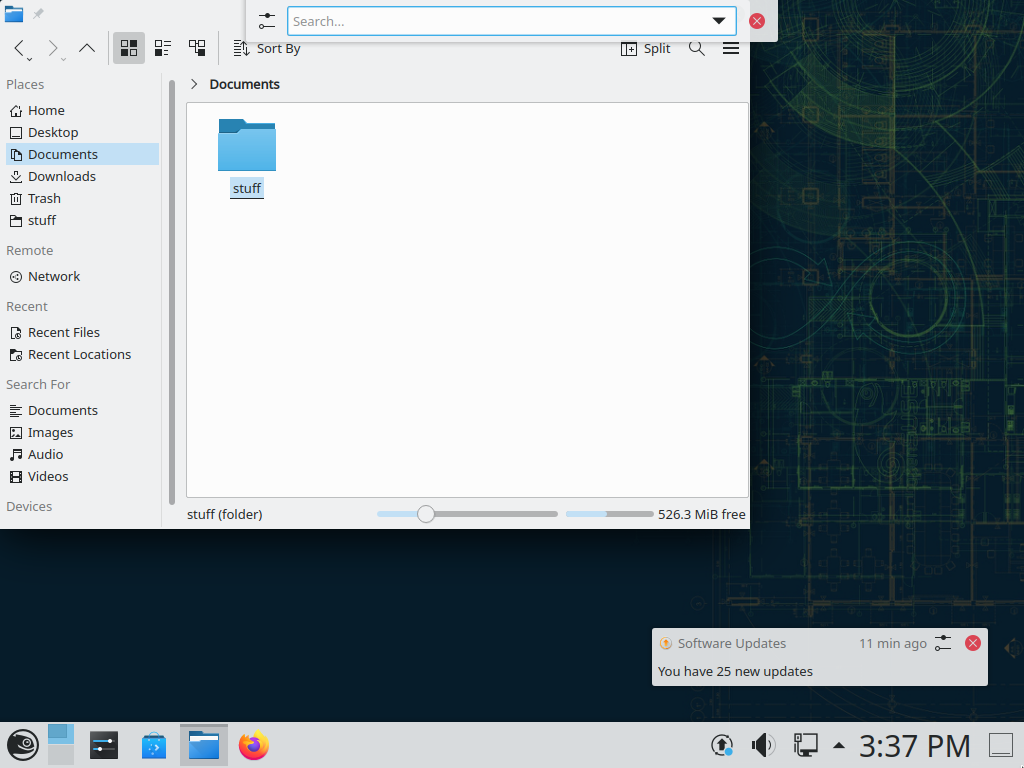 Search...
Sort By
Split
Places
Documents
Home
Desktop
Documents
Downloads
Trash
stuff
stuff
Remote
Network
Recent
Recent Files
Recent Locations
Search For
Documents
Images
Audio
Videos
Devices
stuff (folder)
526.3 MiB free
Software Updates
11 min ago
You have 25 new updates
3:37 PM